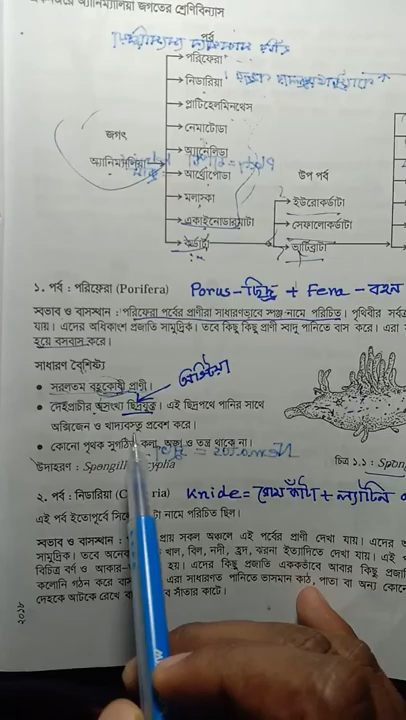 অ্যানিম্যালিয়া জগতের শ্রেণিবিন্যাস
পর্ব
পরিফেরা
নিডারিয়া
প্লাটিহেলমিনথেস
নেমাটোডা
জগৎ
অ্যানেলিডা
অ্যানিম্যালিয়া
আর্থ্রোপোডা
উপ পর্ব
মলাস্কা
ইউরোকর্ডাটা
একাইনোডারমাটা
সেফালোকর্ডাটা
কর্ডাটা
ভার্টিব্রাটা
১. পর্ব : পরিফেরা (Porifera) Porus-ছিদ্র + Fera - বহন
স্বভাব ও বাসস্থান : পরিফেরা পর্বের প্রাণীরা সাধারণভাবে স্পঞ্জ নামে পরিচিত। পৃথিবীর সর্বত্র
যায়। এদের অধিকাংশ প্রজাতি সামুদ্রিক। তবে কিছু কিছু প্রাণী স্বাদু পানিতে বাস করে। এরা
হয়ে বসবাস করে।
সাধারণ বৈশিষ্ট্য
অস্টিয়া
• সরলতম বহুকোষী প্রাণী।
• দেহপ্রাচীর অসংখ্য ছিদ্রযুক্ত। এই ছিদ্রপথে পানির সাথে
অক্সিজেন ও খাদ্যবস্তু প্রবেশ করে।
• কোনো পৃথক সুগঠিত কলা, অঙ্গ ও তন্ত্র থাকে না।
উদাহরণ : Spongilla
চিত্র ১.১ : Spong
২. পর্ব : নিডারিয়া Knide = রোম কাঁটা + ল্যাটিন
এই পর্ব ইতোপূর্বে নামে পরিচিত ছিল।
স্বভাব ও বাসস্থান : প্রায় সকল অঞ্চলে এই পর্বের প্রাণী দেখা যায়। এদের
সামুদ্রিক। তবে অনেক খাল, বিল, নদী, হ্রদ, ঝরনা ইত্যাদিতে দেখা যায়। এই
বিচিত্র বর্ণ ও আকার- হয়। এদের কিছু প্রজাতি এককভাবে আবার কিছু
কলোনি গঠন করে এরা সাধারণত পানিতে ভাসমান কাঠ, পাতা বা অন্য কোনো
দেহকে আটকে রেখে সাঁতার কাটে।
২০১৮